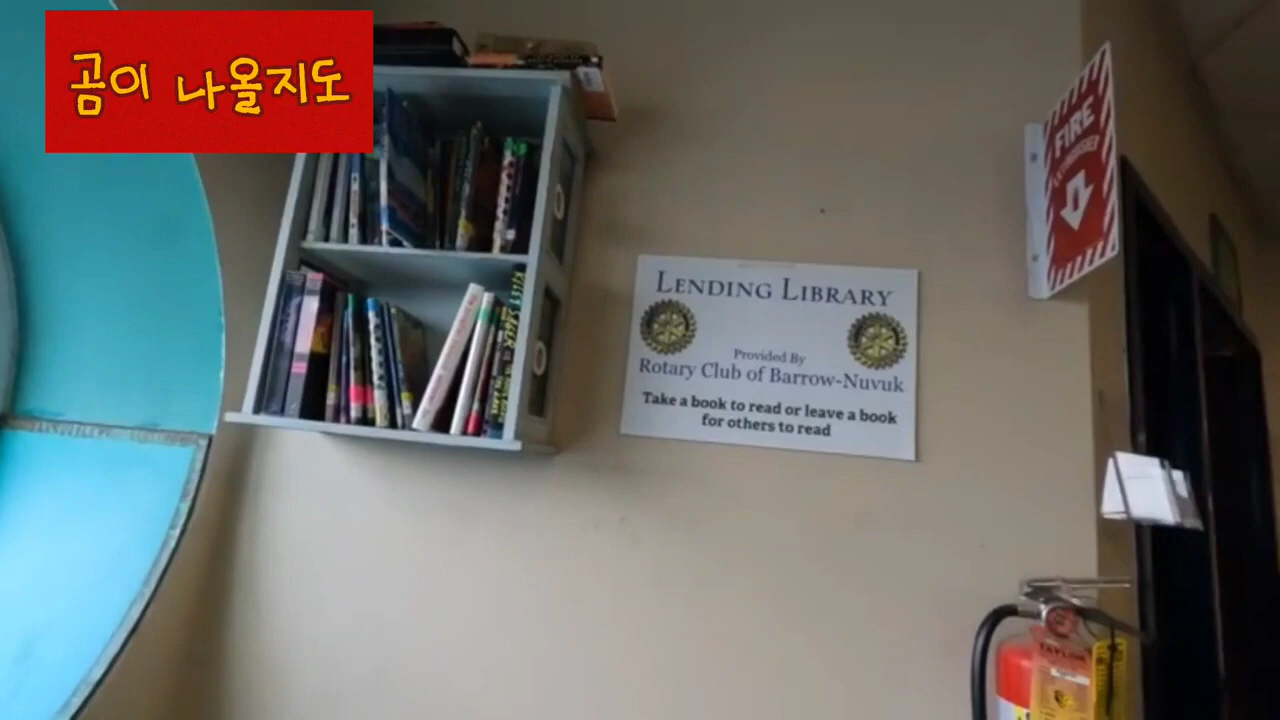 곰이 나올지도
FIRE
EXTINGUISHER
LENDING LIBRARY
Provided By
Rotary Club of Barrow-Nuvuk
Take a book to read or leave a book
for others to read
TAYLOR